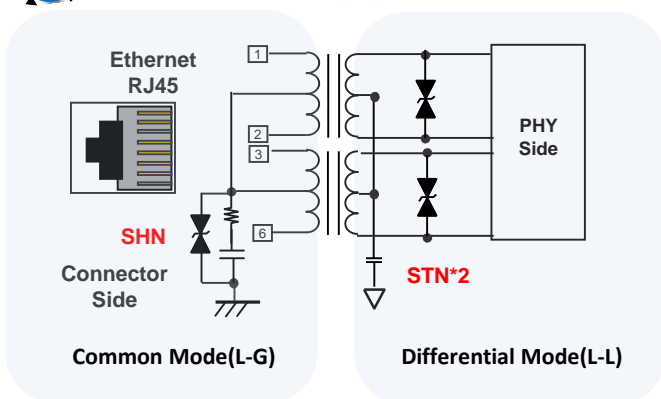 Ethernet
RJ45
1
2
3
6
SHN
Connector
Side
Common Mode(L-G)
PHY
Side
STN*2
Differential Mode(L-L)